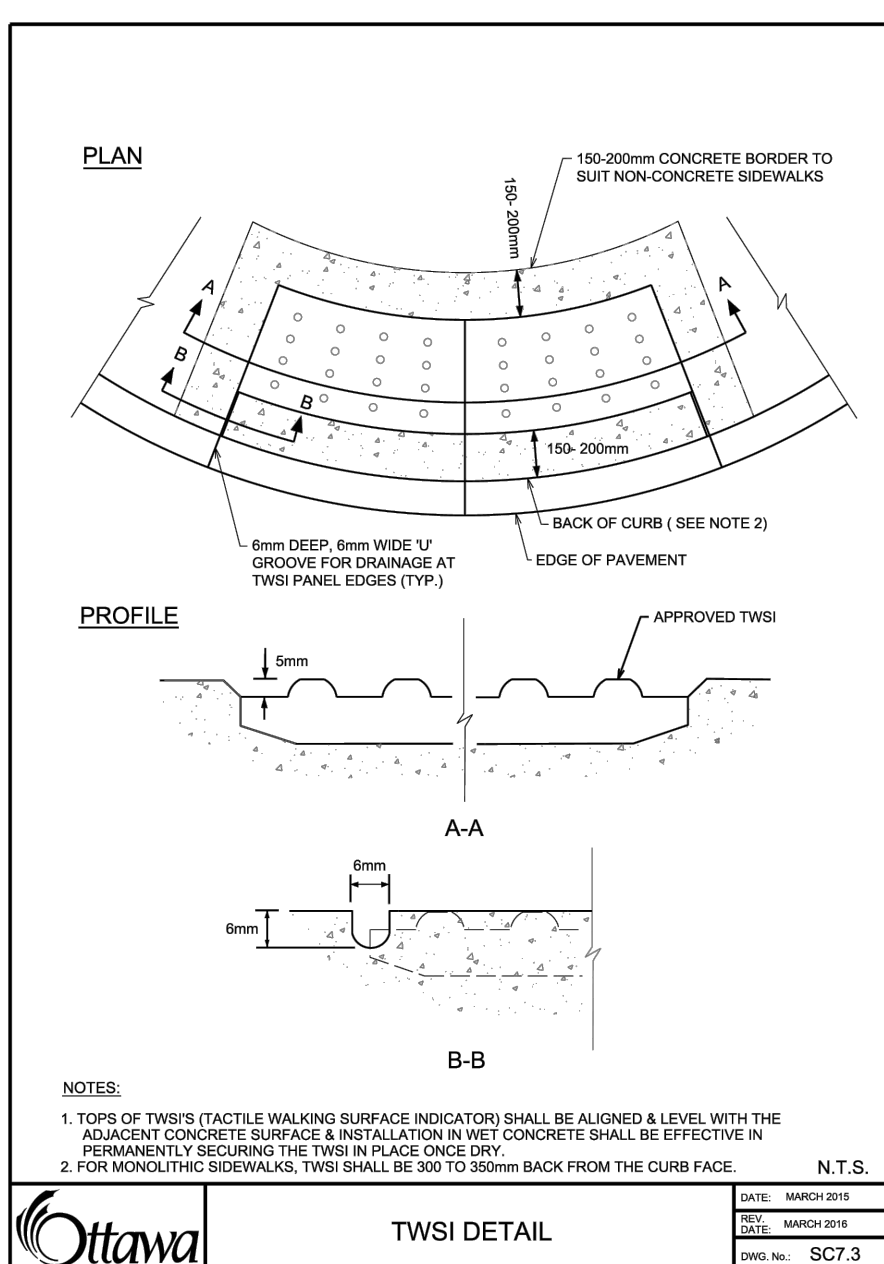 PLAN
150-200mm CONCRETE BORDER TO
SUIT NON-CONCRETE SIDEWALKS
150- 200mm
A
A
B
B
150- 200mm
BACK OF CURB ( SEE NOTE 2)
EDGE OF PAVEMENT
6mm DEEP, 6mm WIDE 'U'
GROOVE FOR DRAINAGE AT
TWSI PANEL EDGES (TYP.)
PROFILE
APPROVED TWSI
5mm
A-A
6mm
6mm
B-B
NOTES:
1. TOPS OF TWSI'S (TACTILE WALKING SURFACE INDICATOR) SHALL BE ALIGNED & LEVEL WITH THE
ADJACENT CONCRETE SURFACE & INSTALLATION IN WET CONCRETE SHALL BE EFFECTIVE IN
PERMANENTLY SECURING THE TWSI IN PLACE ONCE DRY.
2. FOR MONOLITHIC SIDEWALKS, TWSI SHALL BE 300 TO 350mm BACK FROM THE CURB FACE.
N.T.S.
Ottawa
TWSI DETAIL
DATE: MARCH 2015
REV.
DATE: MARCH 2016
DWG. No.: SC7.3